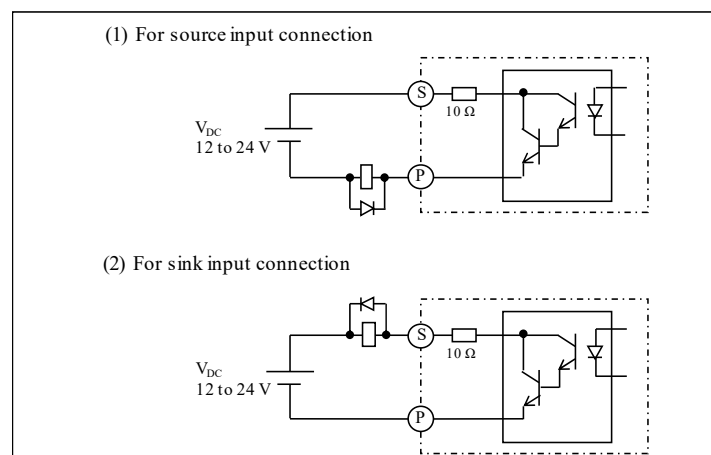 (1) For source input connection
S
10 Ω
V_DC
12 to 24 V
P
(2) For sink input connection
S
10 Ω
V_DC
12 to 24 V
P